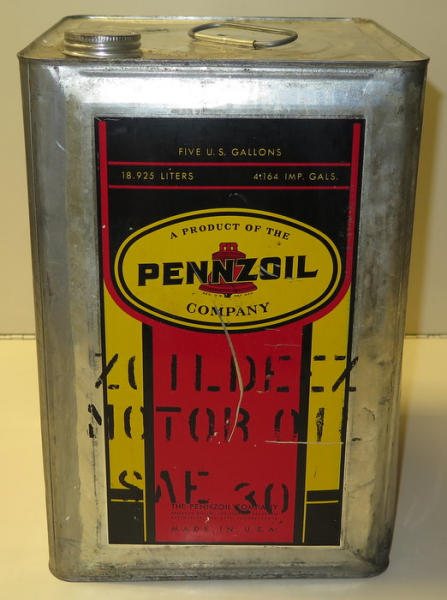 FIVE U.S. GALLONS
18.925 LITERS 4.164 IMP. GALS.
A PRODUCT OF THE
PENNZOIL
COMPANY
ZOILDEEZ
MOTOR OIL
SAE 30
THE PENNZOIL COMPANY
MADE IN U.S.A.